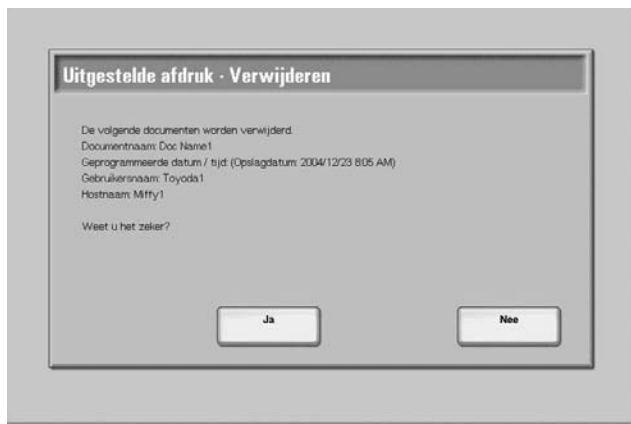 Uitgestelde afdruk - Verwijderen
De volgende documenten worden verwijderd.
Documentnaam: Doc Name1
Geprogrammeerde datum / tijd: (Opslagdatum: 2004/12/23 8:05 AM)
Gebruikersnaam: Toyoda1
Hostnaam: Miffy1
Weet u het zeker?
Ja
Nee